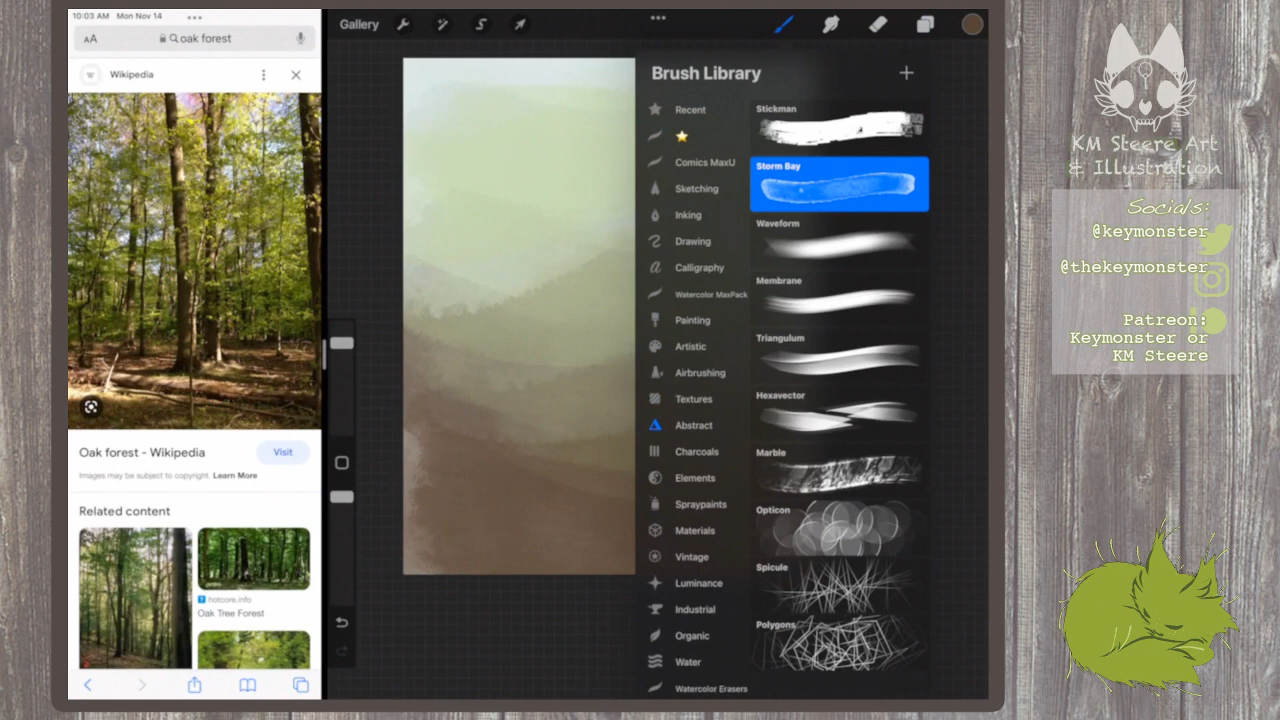 10:03 AM Mon Nov 14
AA
oak forest
W
Wikipedia
Oak forest - Wikipedia
Visit
Images may be subject to copyright. Learn More
Related content
hotcore.info
Oak Tree Forest
Gallery
Brush Library
Recent
Comics MaxU
Sketching
Inking
Drawing
Calligraphy
Watercolor MaxPack
Painting
Artistic
Airbrushing
Textures
Abstract
Charcoals
Elements
Spraypaints
Materials
Vintage
Luminance
Industrial
Organic
Water
Watercolor Erasers
Stickman
Storm Bay
Waveform
Membrane
Triangulum
Hexavector
Marble
Opticon
Spicule
Polygons
KM Steere Art
& Illustration
Socials:
@keymonster
@thekeymonster
Patreon:
Keymonster or
KM Steere